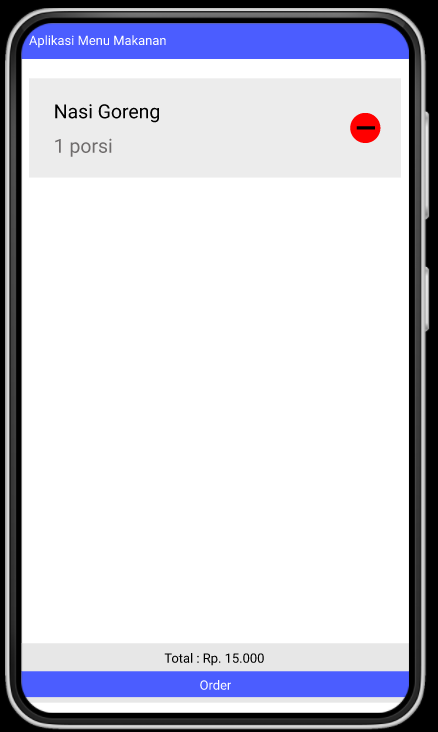 Aplikasi Menu Makanan
Nasi Goreng
1 porsi
Total : Rp. 15.000
Order